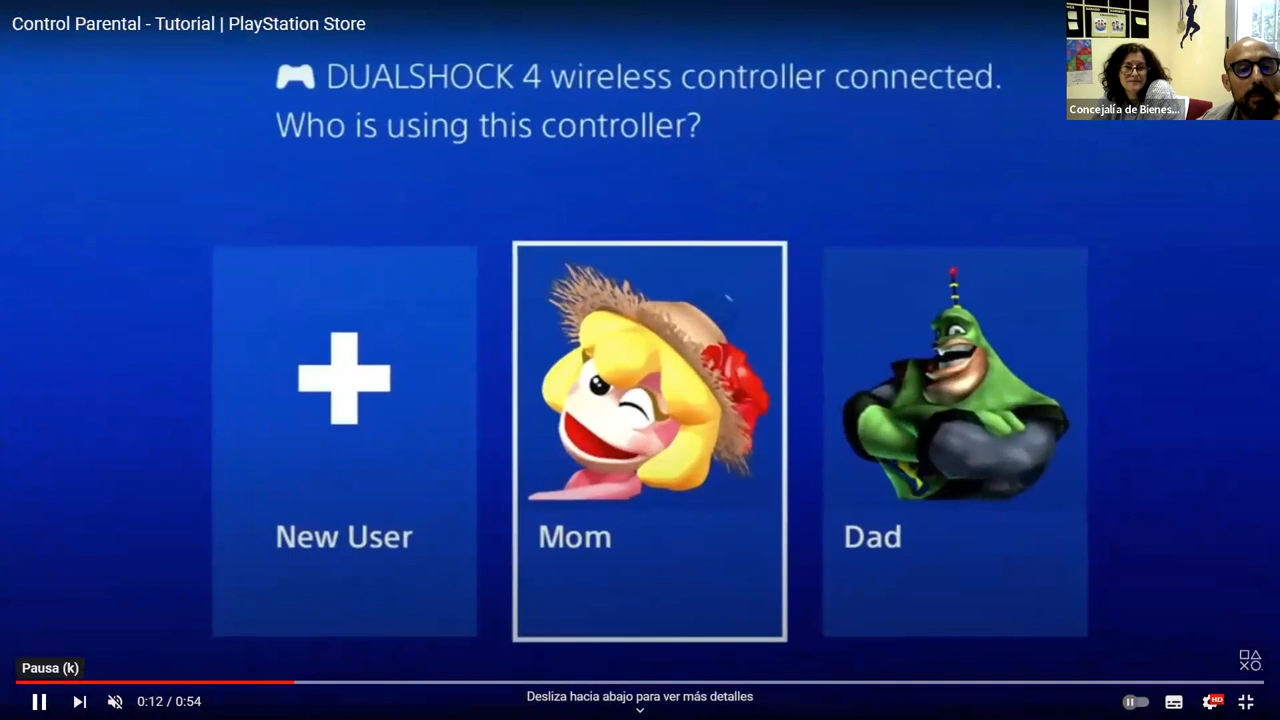 Control Parental - Tutorial | PlayStation Store
Concejalía de Bienes...
DUALSHOCK 4 wireless controller connected.
Who is using this controller?
New User
Mom
Dad
Pausa (k)
0:12 / 0:54
Desliza hacia abajo para ver más detalles
HD